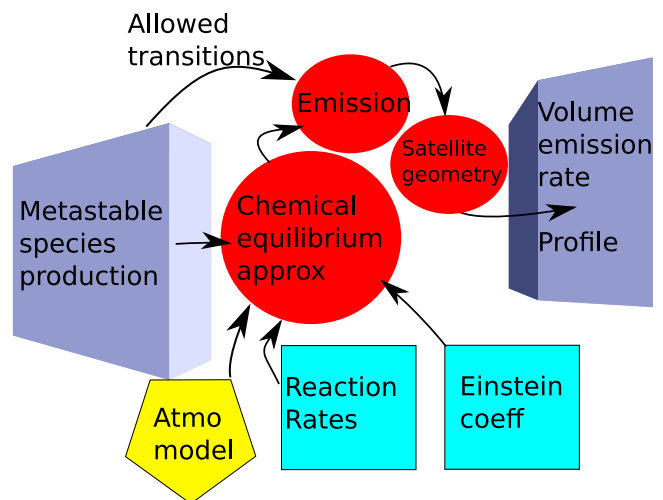 Allowed
transitions
Emission
Satellite
geometry
Volume
emission
rate
Profile
Metastable
species
production
Chemical
equilibrium
approx
Atmo
model
Reaction
Rates
Einstein
coeff